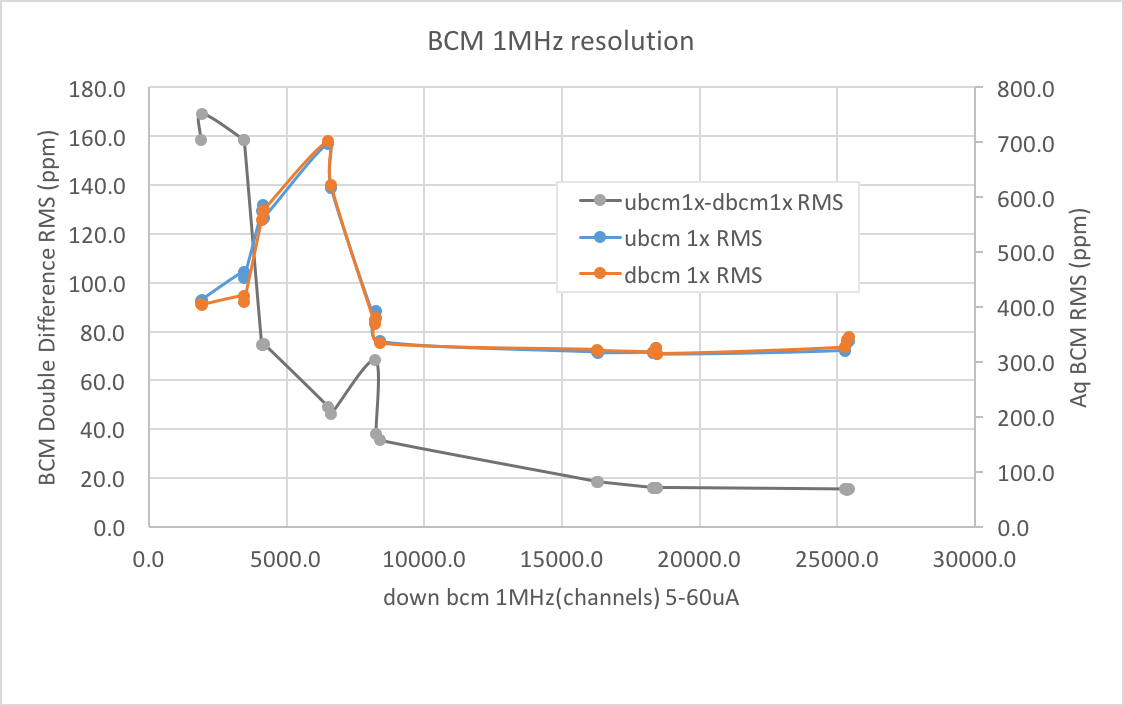 BCM 1MHz resolution
180.0
160.0
140.0
120.0
100.0
80.0
60.0
40.0
20.0
0.0
BCM Double Difference RMS (ppm)
800.0
700.0
600.0
500.0
400.0
300.0
200.0
100.0
0.0
Aq BCM RMS (ppm)
ubcm1x-dbcm1x RMS
ubcm 1x RMS
dbcm 1x RMS
0.0 5000.0 10000.0 15000.0 20000.0 25000.0 30000.0
down bcm 1MHz(channels) 5-60uA